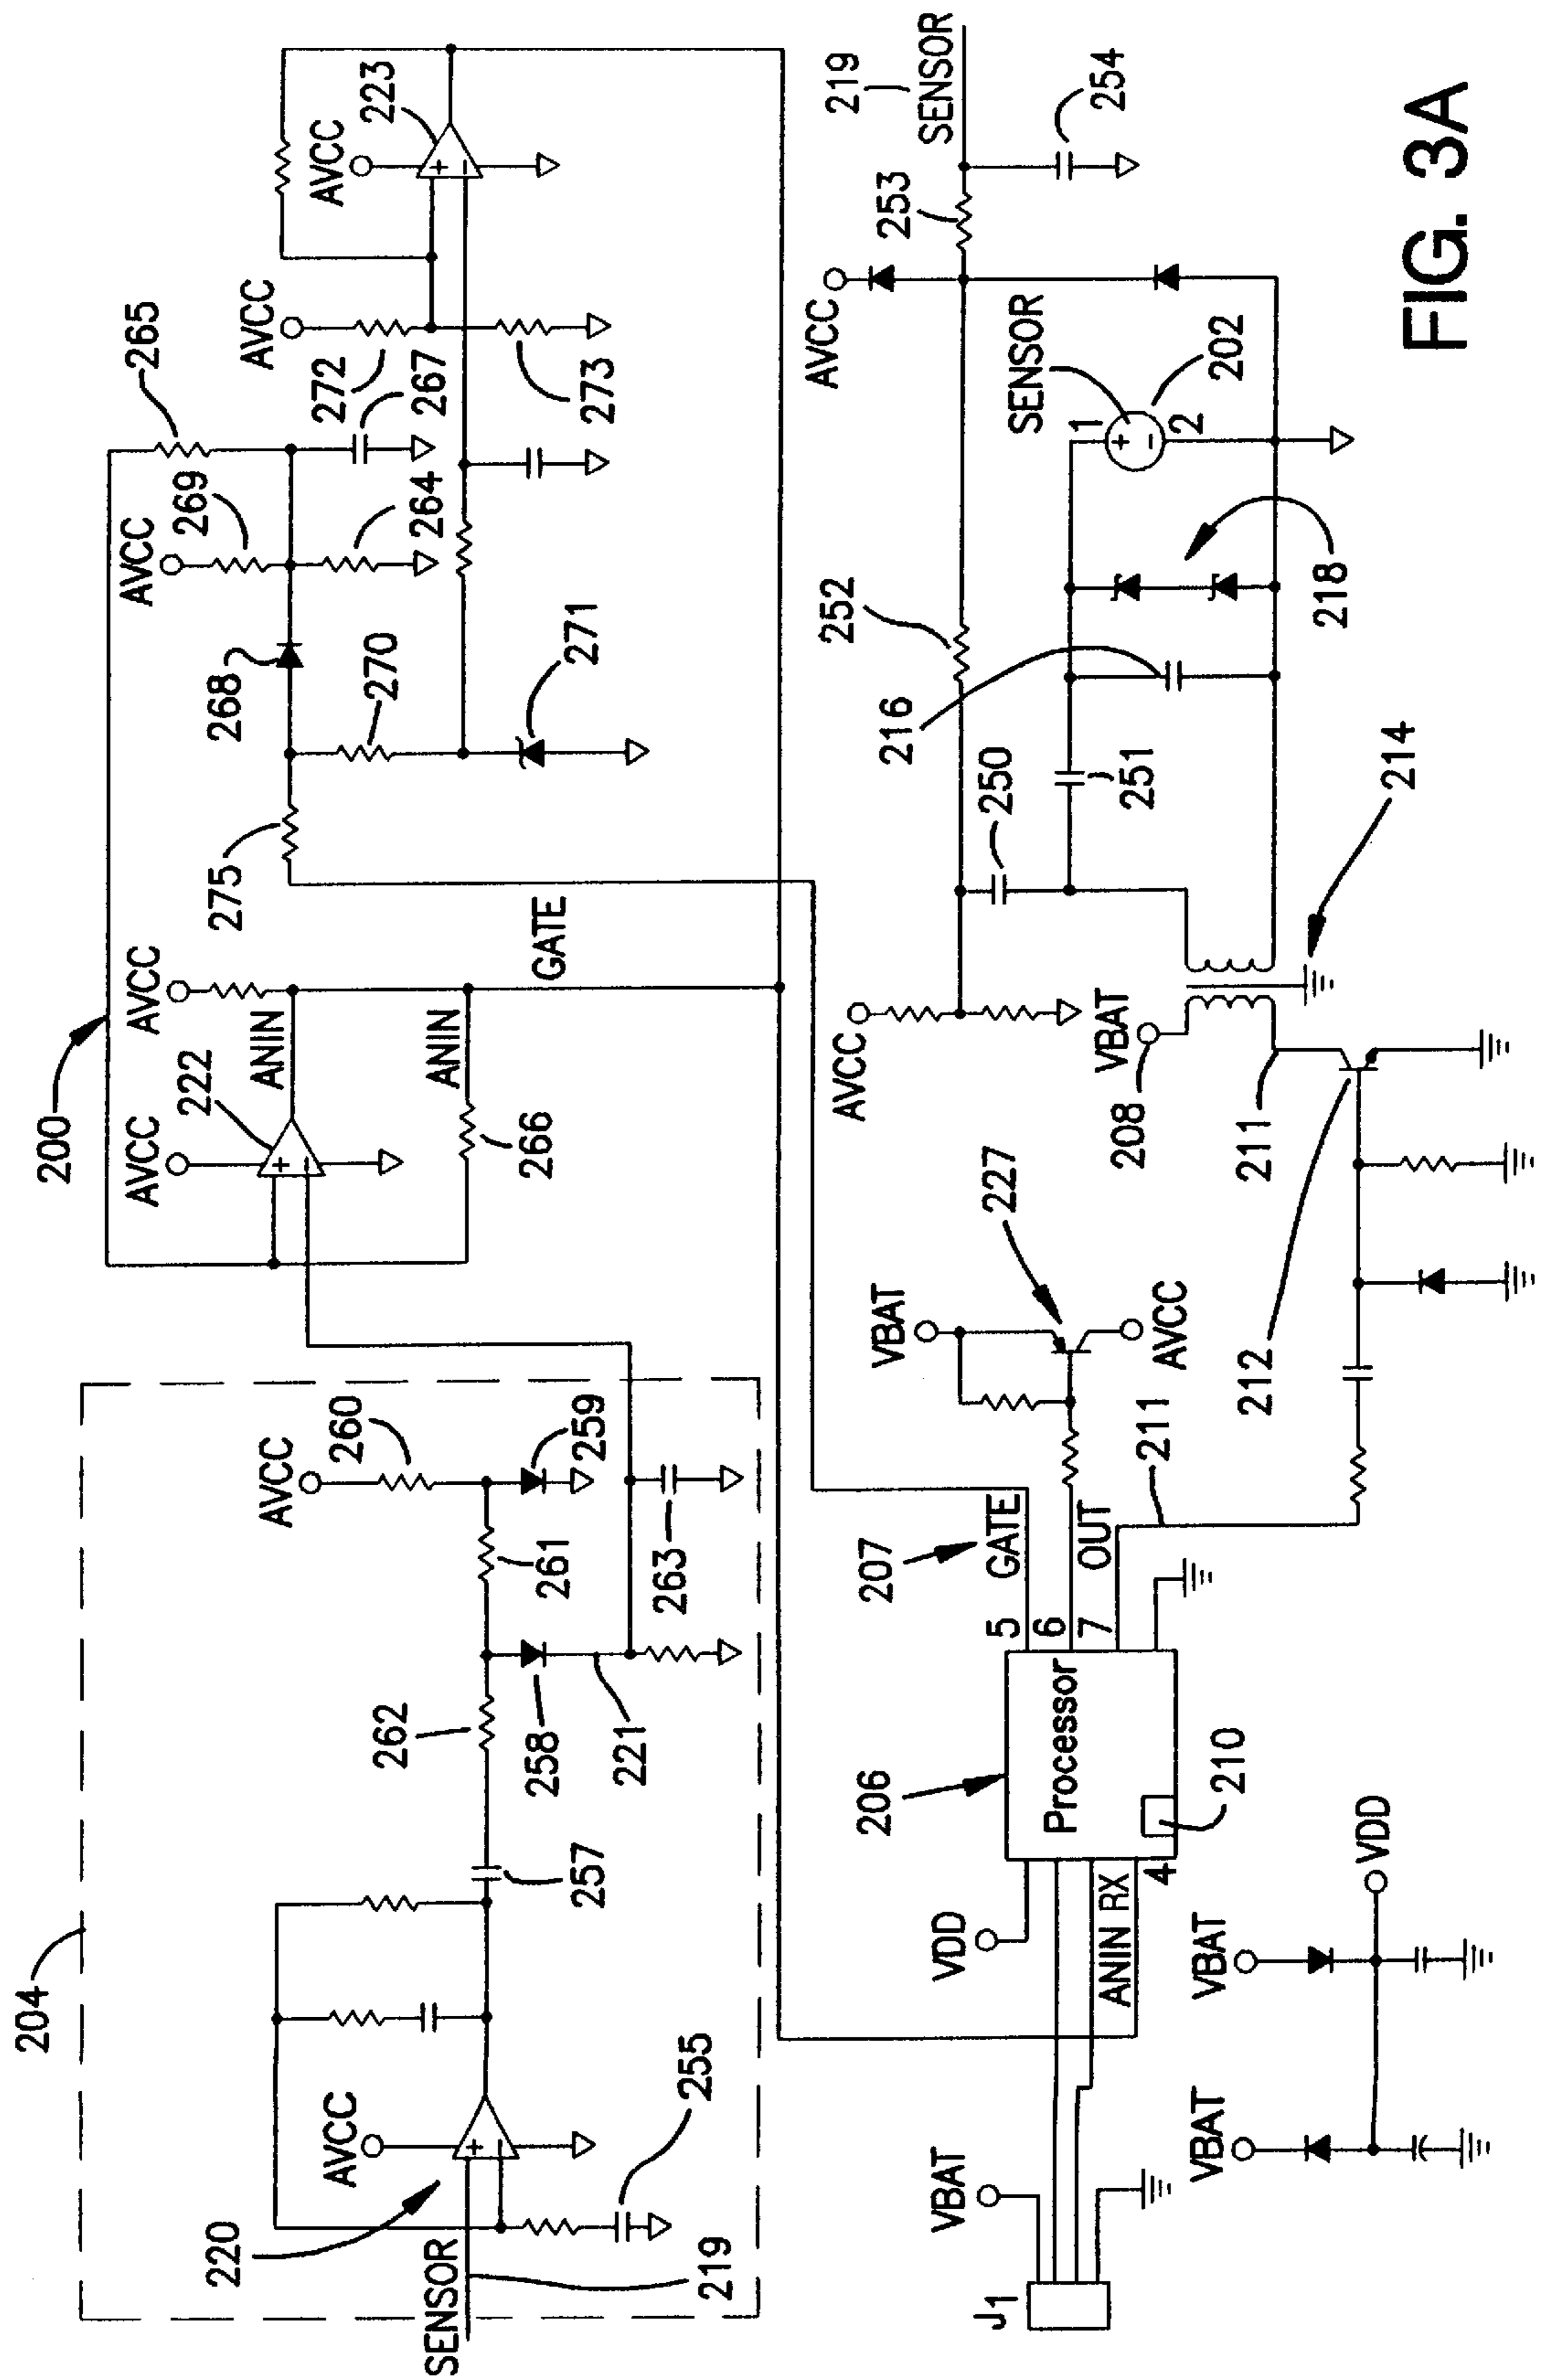 204
AVCC
220
SENSOR
219
255
257
262
258
221
AVCC
260
261
259
263
200
AVCC
222
AVCC
ANIN
ANIN
266
GATE
275
268
270
271
AVCC
269
264
265
AVCC
272
267
273
AVCC
223
J1
VBAT
VDD
ANIN RX
4
206
Processor
210
5
6
7
207
GATE
OUT
211
VBAT
227
AVCC
212
VBAT
VBAT
VDD
AVCC
VBAT
208
211
214
250
251
252
216
218
SENSOR
1
2
202
AVCC
253
219
SENSOR
254
FIG. 3A